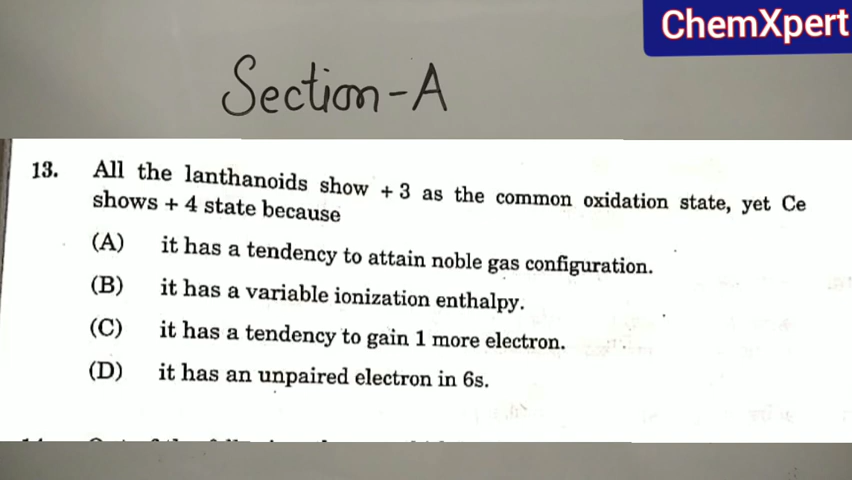 ChemXpert
Section-A
13. All the lanthanoids show + 3 as the common oxidation state, yet Ce
shows + 4 state because
(A) it has a tendency to attain noble gas configuration.
(B) it has a variable ionization enthalpy.
(C) it has a tendency to gain 1 more electron.
(D) it has an unpaired electron in 6s.